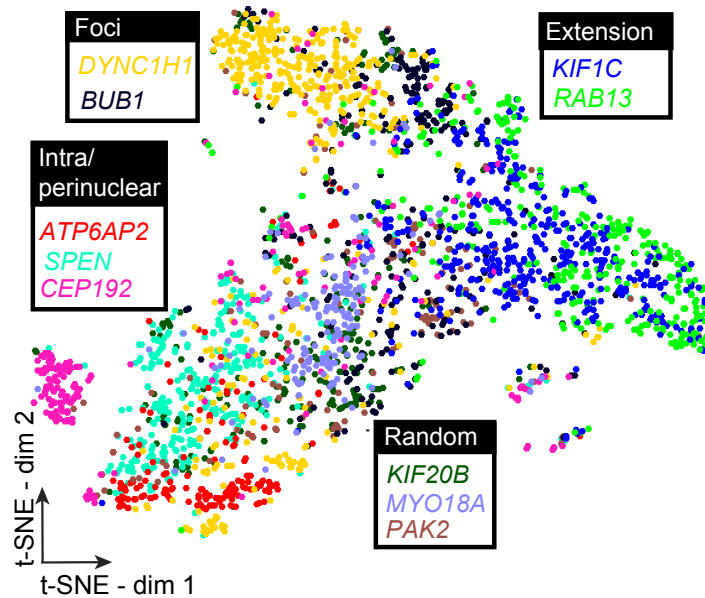 Foci
DYNC1H1
BUB1
Extension
KIF1C
RAB13
Intra/
perinuclear
ATP6AP2
SPEN
CEP192
Random
KIF20B
MYO18A
PAK2
t-SNE - dim 2
t-SNE - dim 1